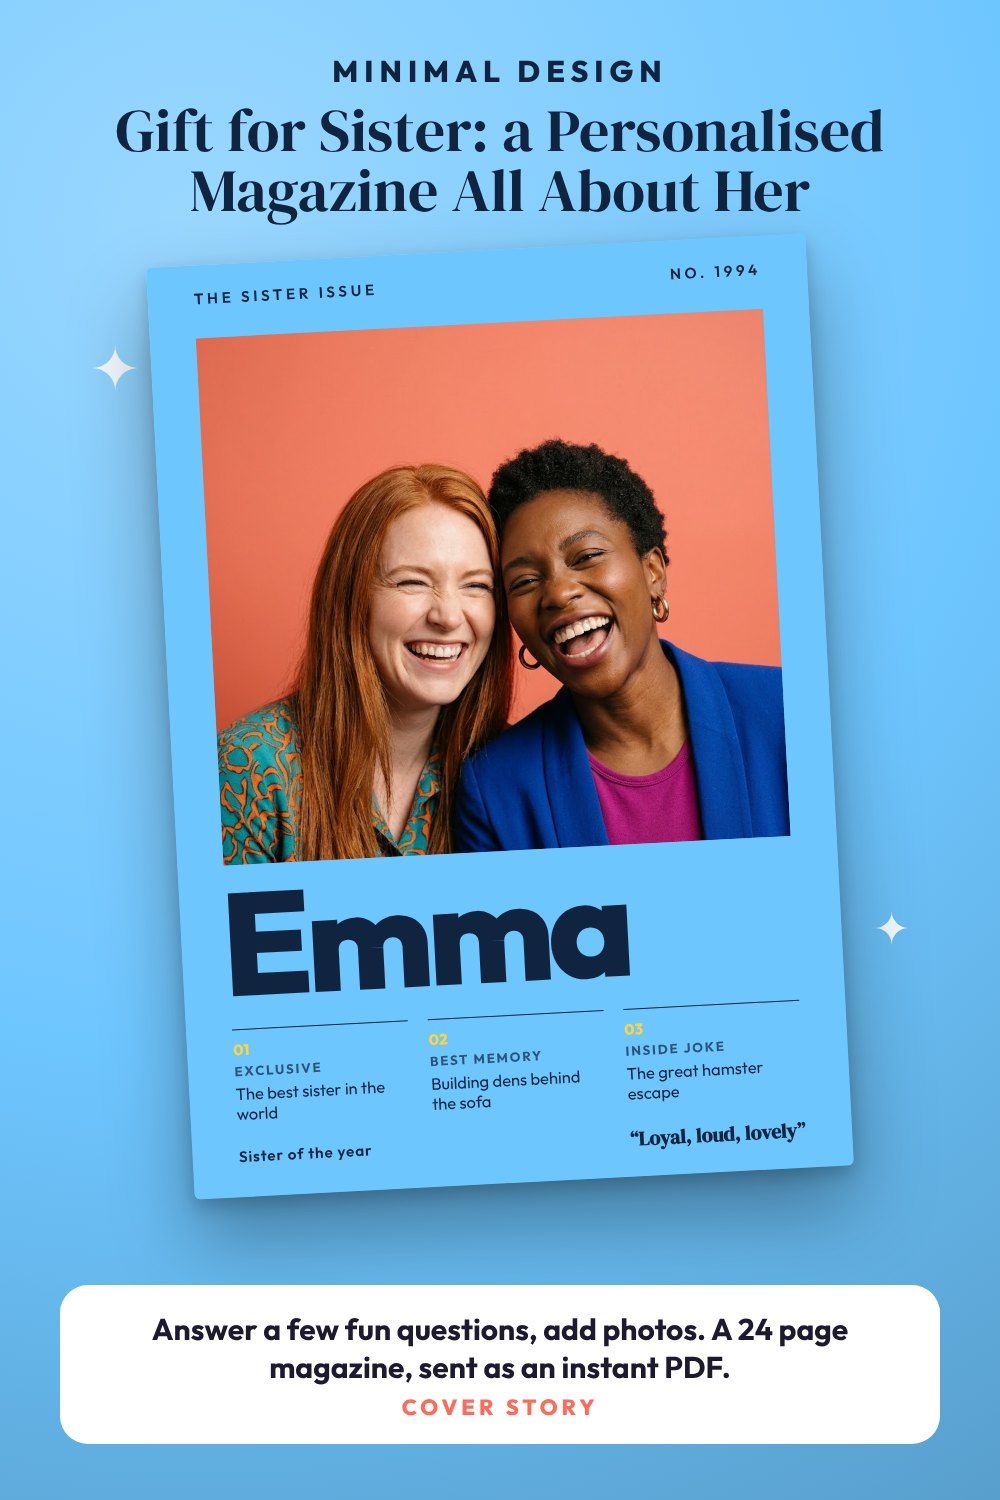 MINIMAL DESIGN
Gift for Sister: a Personalised
Magazine All About Her
THE SISTER ISSUE
NO. 1994
Emma
01
EXCLUSIVE
The best sister in the
world
02
BEST MEMORY
Building dens behind
the sofa
03
INSIDE JOKE
The great hamster
escape
Sister of the year
“Loyal, loud, lovely”
Answer a few fun questions, add photos. A 24 page
magazine, sent as an instant PDF.
COVER STORY